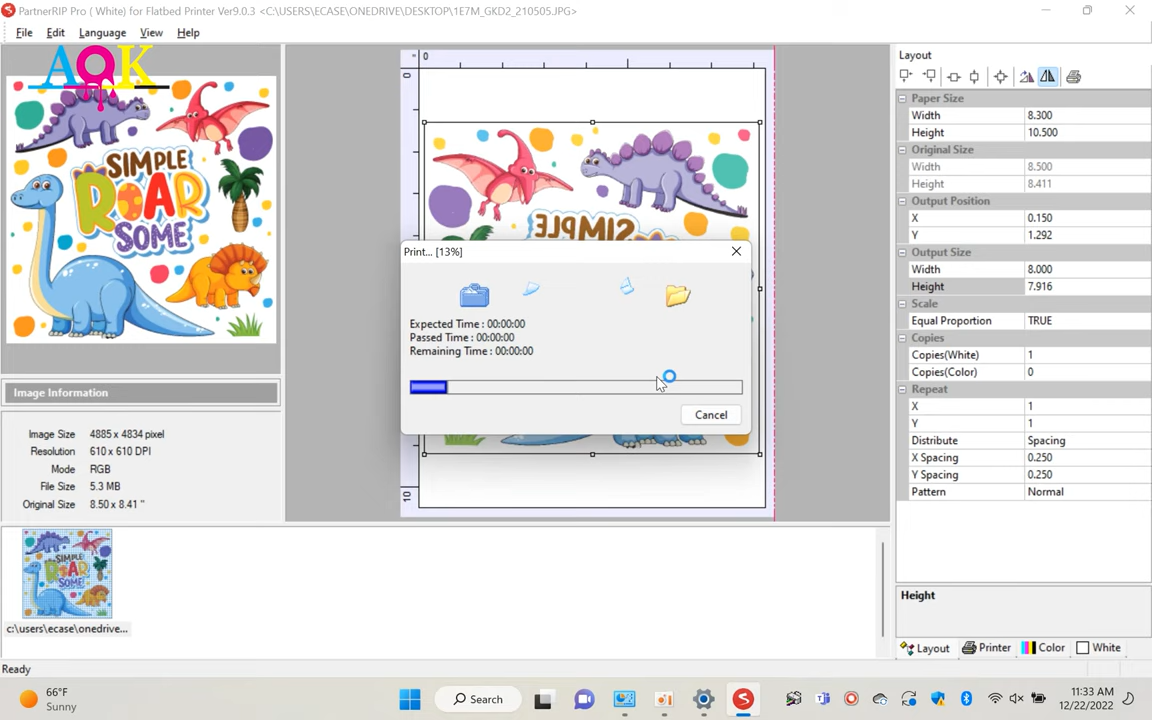 PartnerRIP Pro ( White) for Flatbed Printer Ver9.0.3 <C:\USERS\ECASE\ONEDRIVE\DESKTOP\1E7M_GKD2_210505.JPG>
File Edit Language View Help
AQK
SIMPLE
ROAR
SOME
0
0
10
SIMPLE
Print... [13%]
Expected Time : 00:00:00
Passed Time : 00:00:00
Remaining Time : 00:00:00
Cancel
Layout
Paper Size
Width 8.300
Height 10.500
Original Size
Width 8.500
Height 8.411
Output Position
X 0.150
Y 1.292
Output Size
Width 8.000
Height 7.916
Scale
Equal Proportion TRUE
Copies
Copies(White) 1
Copies(Color) 0
Repeat
X 1
Y 1
Distribute Spacing
X Spacing 0.250
Y Spacing 0.250
Pattern Normal
Height
Layout Printer Color White
Image Information
Image Size 4885 x 4834 pixel
Resolution 610 x 610 DPI
Mode RGB
File Size 5.3 MB
Original Size 8.50 x 8.41 "
SIMPLE
ROAR
SOME
c:\users\ecase\onedrive...
Ready
66°F
Sunny
Search
11:33 AM
12/22/2022